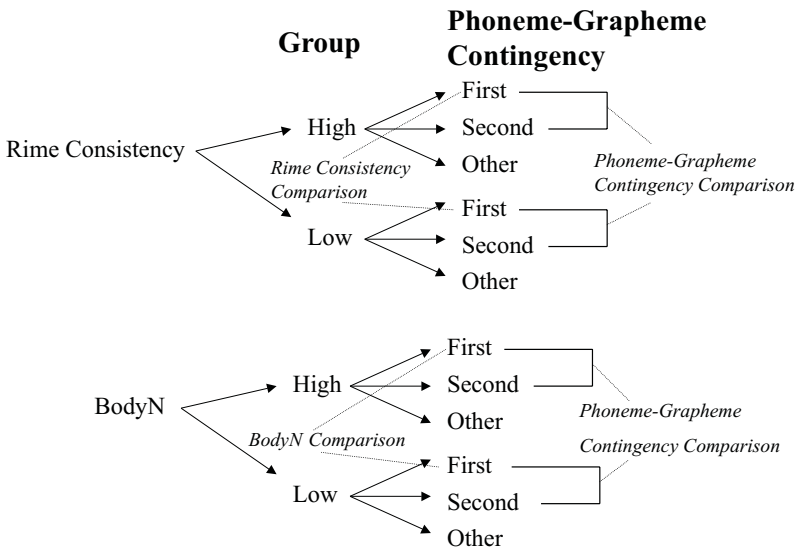 Group
Phoneme-Grapheme
Contingency
First
High
Second
Rime Consistency
Other
Rime Consistency
Comparison
Phoneme-Grapheme
Contingency Comparison
First
Low
Second
Other
First
High
Second
BodyN
Other
BodyN Comparison
Phoneme-Grapheme
Contingency Comparison
First
Low
Second
Other